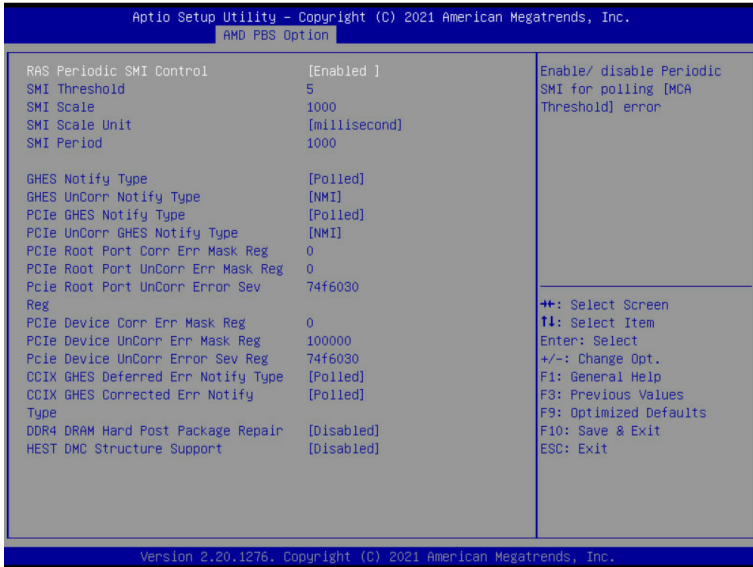 Aptio Setup Utility – Copyright (C) 2021 American Megatrends, Inc.
AMD PBS Option
RAS Periodic SMI Control [Enabled ]
SMI Threshold 5
SMI Scale 1000
SMI Scale Unit [millisecond]
SMI Period 1000
GHES Notify Type [Polled]
GHES UnCorr Notify Type [NMI]
PCIe GHES Notify Type [Polled]
PCIe UnCorr GHES Notify Type [NMI]
PCIe Root Port Corr Err Mask Reg 0
PCIe Root Port UnCorr Err Mask Reg 0
Pcie Root Port UnCorr Error Sev 74f6030
Reg
PCIe Device Corr Err Mask Reg 0
PCIe Device UnCorr Err Mask Reg 100000
Pcie Device UnCorr Error Sev Reg 74f6030
CCIX GHES Deferred Err Notify Type [Polled]
CCIX GHES Corrected Err Notify [Polled]
Type
DDR4 DRAM Hard Post Package Repair [Disabled]
HEST DMC Structure Support [Disabled]
Enable/ disable Periodic
SMI for polling [MCA
Threshold] error
→←: Select Screen
↑↓: Select Item
Enter: Select
+/-: Change Opt.
F1: General Help
F3: Previous Values
F9: Optimized Defaults
F10: Save & Exit
ESC: Exit
Version 2.20.1276. Copyright (C) 2021 American Megatrends, Inc.